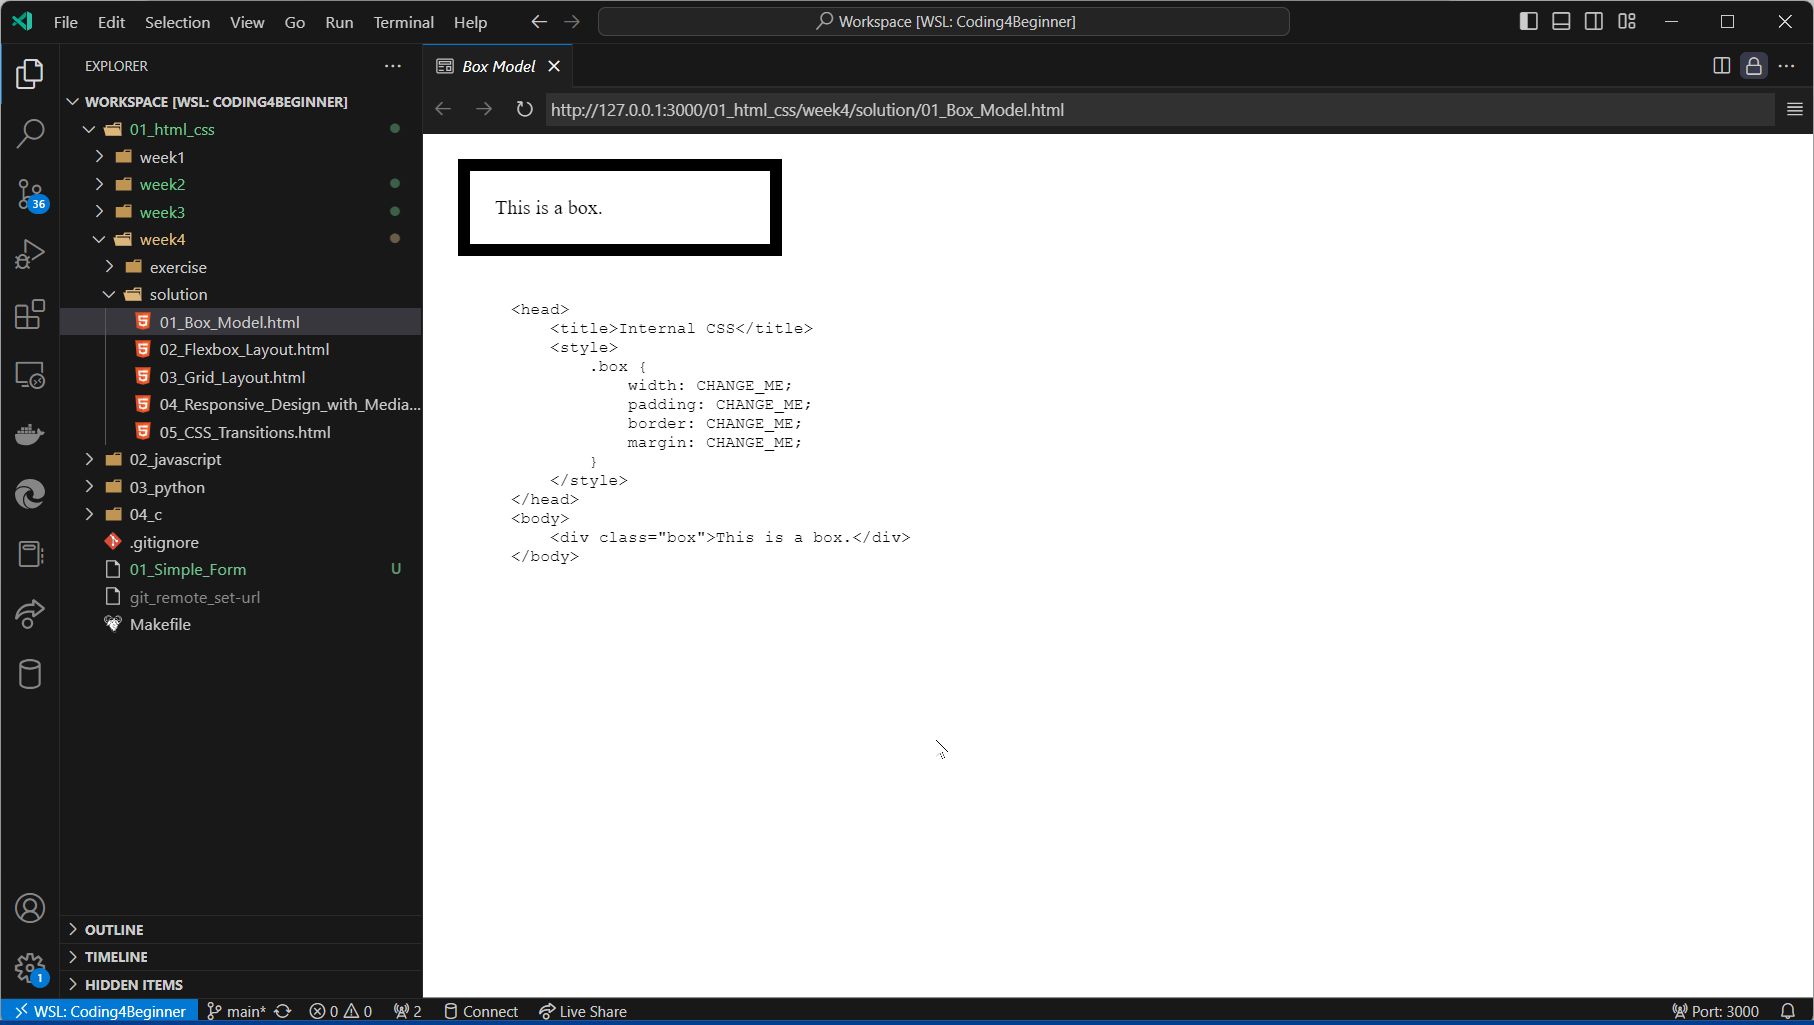 File Edit Selection View Go Run Terminal Help
Workspace [WSL: Coding4Beginner]
EXPLORER
WORKSPACE [WSL: CODING4BEGINNER]
01_html_css
week1
week2
week3
week4
exercise
solution
01_Box_Model.html
02_Flexbox_Layout.html
03_Grid_Layout.html
04_Responsive_Design_with_Media...
05_CSS_Transitions.html
02_javascript
03_python
04_c
.gitignore
01_Simple_Form U
git_remote_set-url
Makefile
36
OUTLINE
TIMELINE
HIDDEN ITEMS
1
Box Model
http://127.0.0.1:3000/01_html_css/week4/solution/01_Box_Model.html
This is a box.
<head>
    <title>Internal CSS</title>
    <style>
        .box {
            width: CHANGE_ME;
            padding: CHANGE_ME;
            border: CHANGE_ME;
            margin: CHANGE_ME;
        }
    </style>
</head>
<body>
    <div class="box">This is a box.</div>
</body>
WSL: Coding4Beginner main* 0 0 2 Connect Live Share Port: 3000